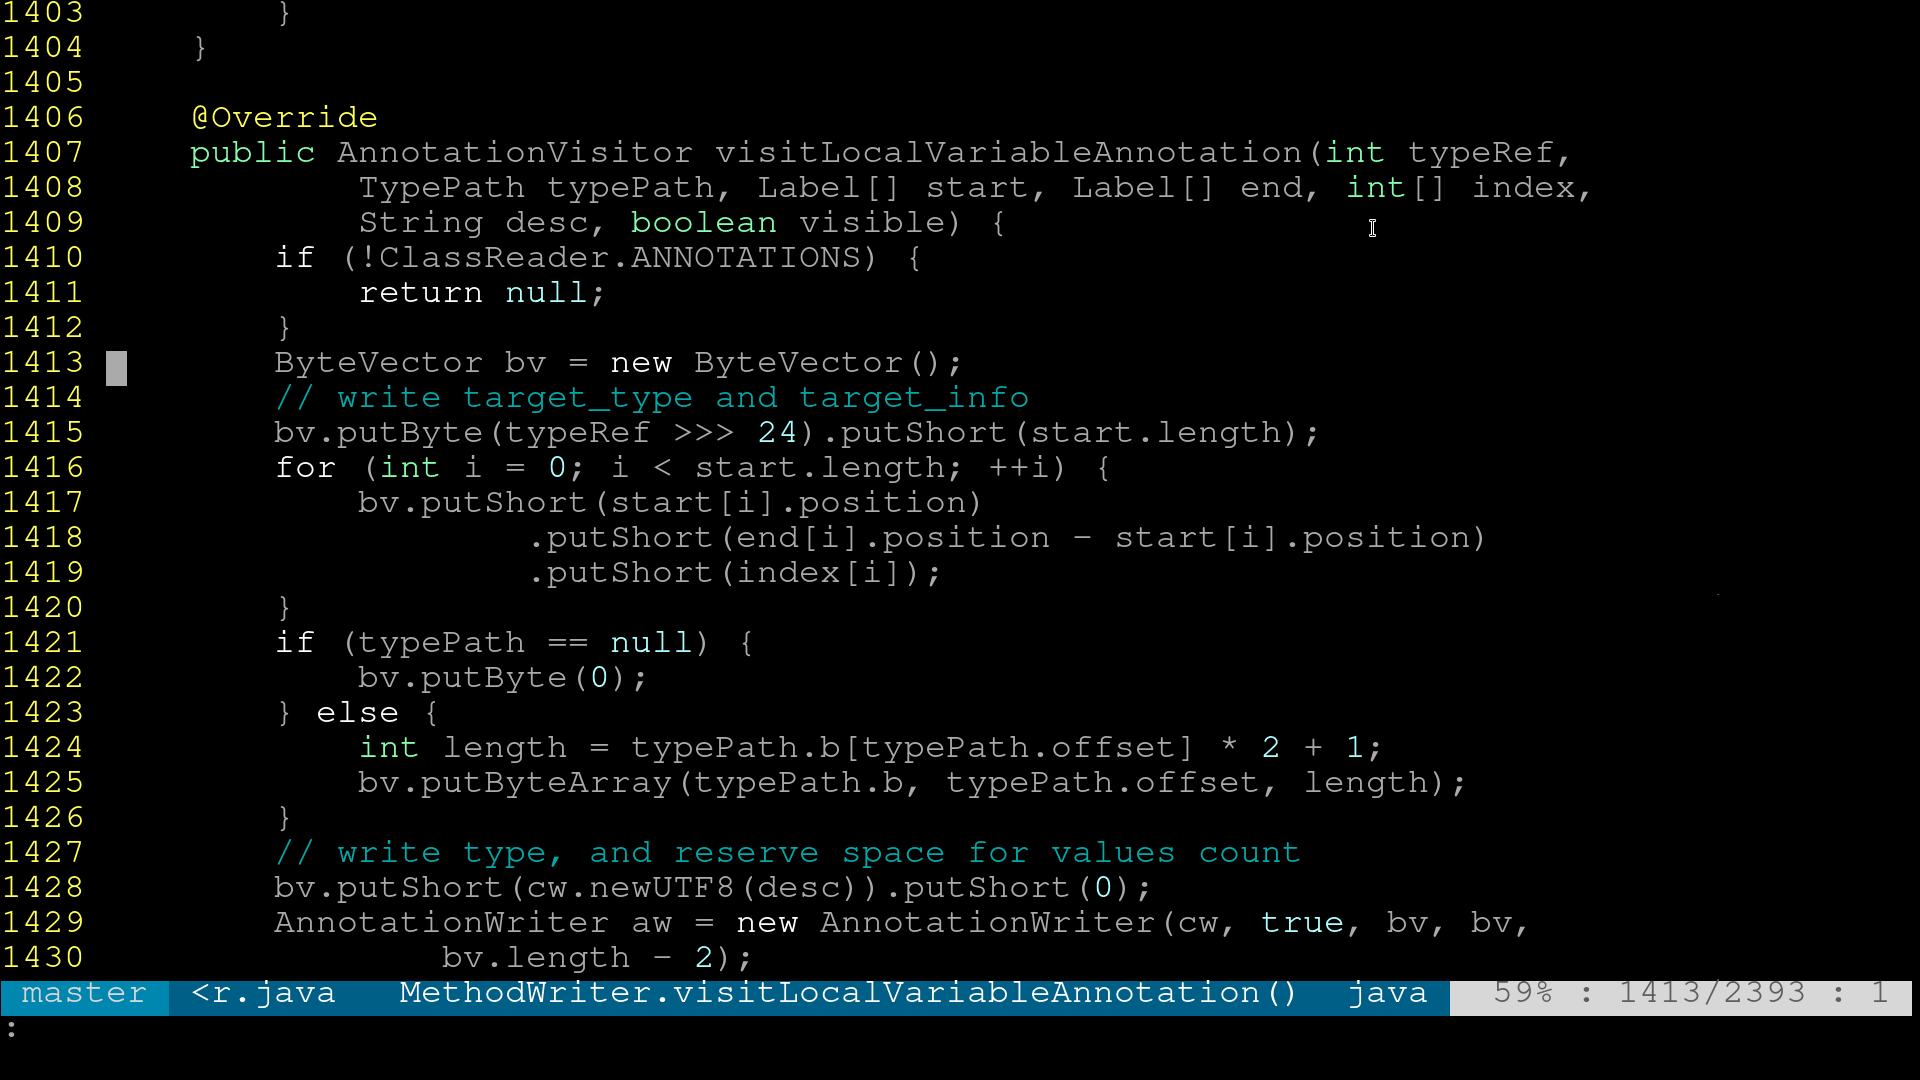 1403         }
1404     }
1405
1406     @Override
1407     public AnnotationVisitor visitLocalVariableAnnotation(int typeRef,
1408             TypePath typePath, Label[] start, Label[] end, int[] index,
1409             String desc, boolean visible) {
1410         if (!ClassReader.ANNOTATIONS) {
1411             return null;
1412         }
1413         ByteVector bv = new ByteVector();
1414         // write target_type and target_info
1415         bv.putByte(typeRef >>> 24).putShort(start.length);
1416         for (int i = 0; i < start.length; ++i) {
1417             bv.putShort(start[i].position)
1418                     .putShort(end[i].position - start[i].position)
1419                     .putShort(index[i]);
1420         }
1421         if (typePath == null) {
1422             bv.putByte(0);
1423         } else {
1424             int length = typePath.b[typePath.offset] * 2 + 1;
1425             bv.putByteArray(typePath.b, typePath.offset, length);
1426         }
1427         // write type, and reserve space for values count
1428         bv.putShort(cw.newUTF8(desc)).putShort(0);
1429         AnnotationWriter aw = new AnnotationWriter(cw, true, bv, bv,
1430                 bv.length - 2);
master <r.java MethodWriter.visitLocalVariableAnnotation() java 59% : 1413/2393 : 1
: